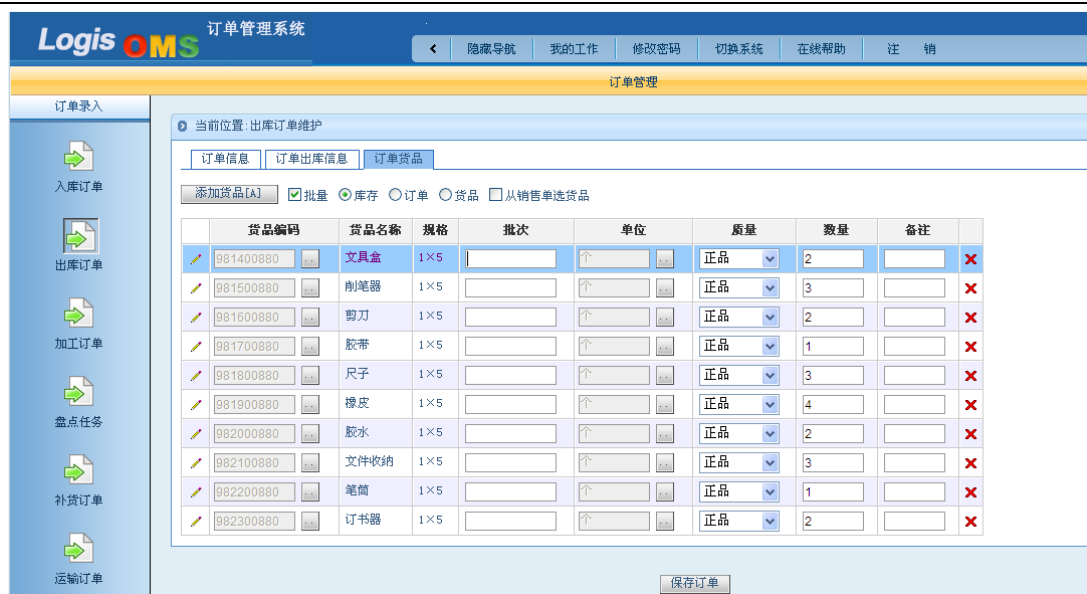 Logis OMS 订单管理系统
隐藏导航 我的工作 修改密码 切换系统 在线帮助 注 销
订单管理
订单录入
入库订单
出库订单
加工订单
盘点任务
补货订单
运输订单
当前位置:出库订单维护
订单信息 订单出库信息 订单货品
添加货品[A] 批量 库存 订单 货品 从销售单选货品
货品编码 货品名称 规格 批次 单位 质量 数量 备注
981400880 .. 文具盒 1×5 个 .. 正品 2
981500880 .. 削笔器 1×5 个 .. 正品 3
981600880 .. 剪刀 1×5 个 .. 正品 2
981700880 .. 胶带 1×5 个 .. 正品 1
981800880 .. 尺子 1×5 个 .. 正品 3
981900880 .. 橡皮 1×5 个 .. 正品 4
982000880 .. 胶水 1×5 个 .. 正品 2
982100880 .. 文件收纳 1×5 个 .. 正品 3
982200880 .. 笔筒 1×5 个 .. 正品 1
982300880 .. 订书器 1×5 个 .. 正品 2
保存订单